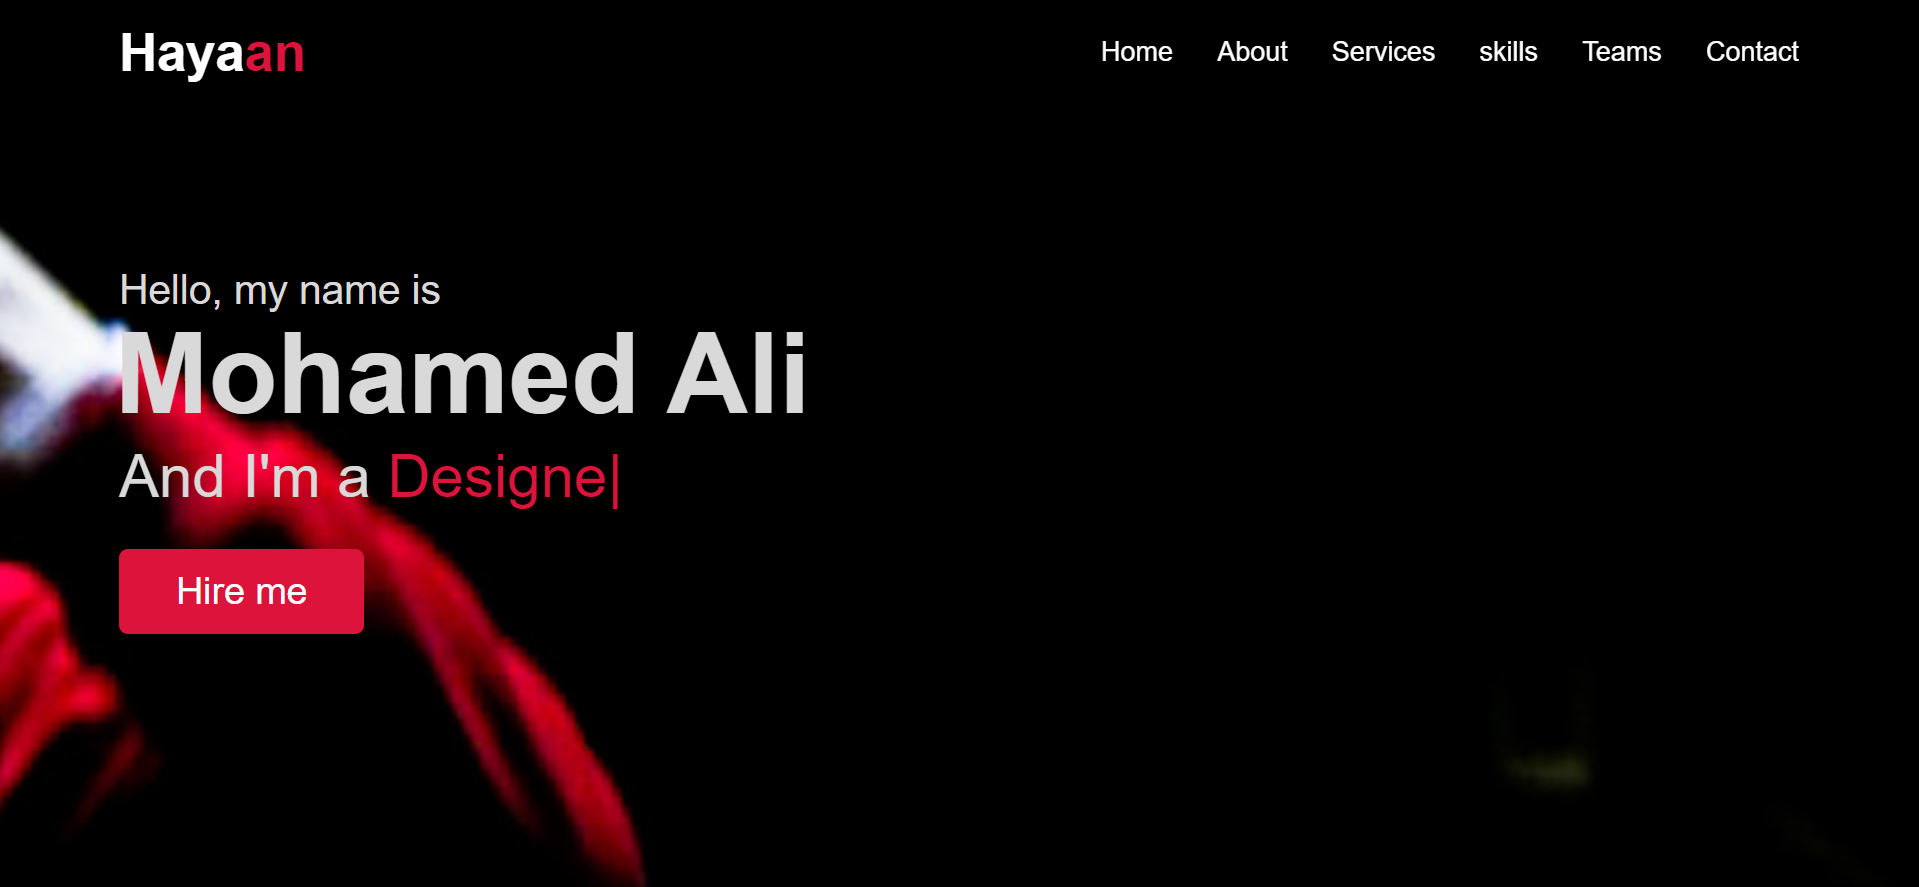 Hayaan
Home About Services skills Teams Contact
Hello, my name is
Mohamed Ali
And I'm a Designe|
Hire me